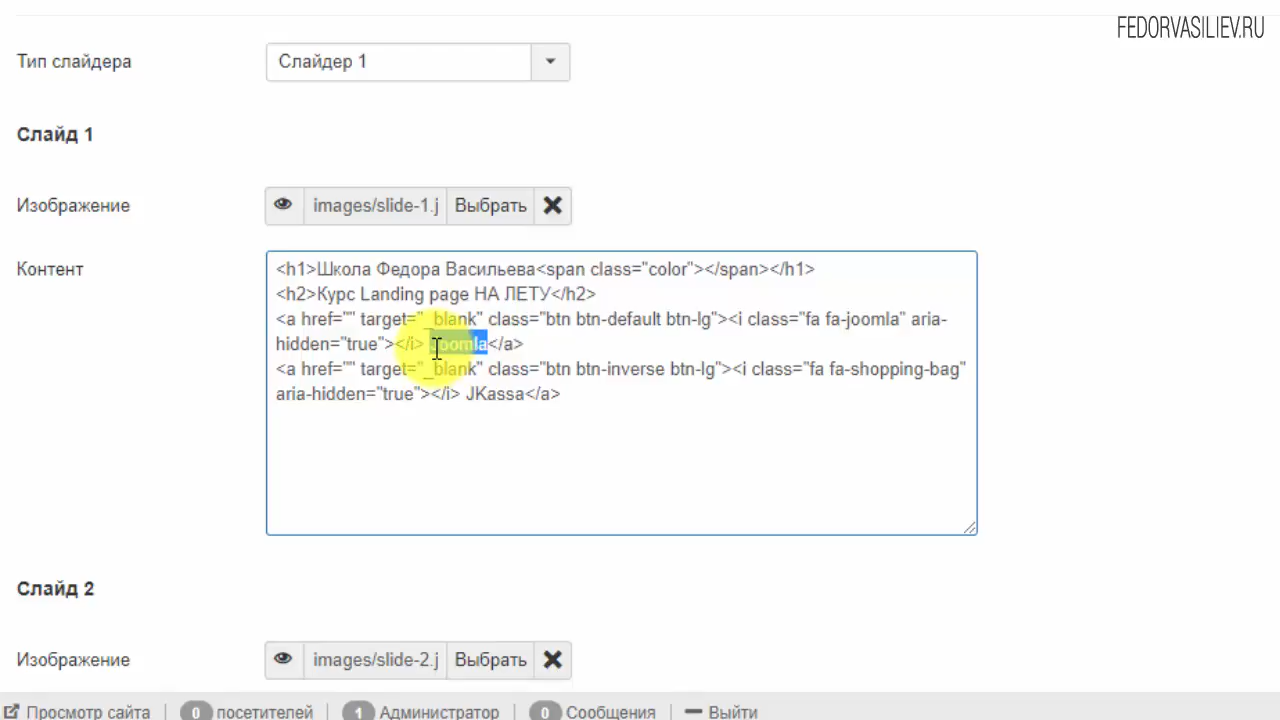 FEDORVASILIEV.RU
Тип слайдера
Слайдер 1
Слайд 1
Изображение
images/slide-1.j
Выбрать
Контент
<h1>Школа Федора Васильева<span class="color"></span></h1>
<h2>Курс Landing page НА ЛЕТУ</h2>
<a href="" target="_blank" class="btn btn-default btn-lg"><i class="fa fa-joomla" aria-
hidden="true"></i> Joomla</a>
<a href="" target="_blank" class="btn btn-inverse btn-lg"><i class="fa fa-shopping-bag"
aria-hidden="true"></i> JKassa</a>
Слайд 2
Изображение
images/slide-2.j
Выбрать
Просмотр сайта
0 посетителей
1 Администратор
0 Сообщения
Выйти